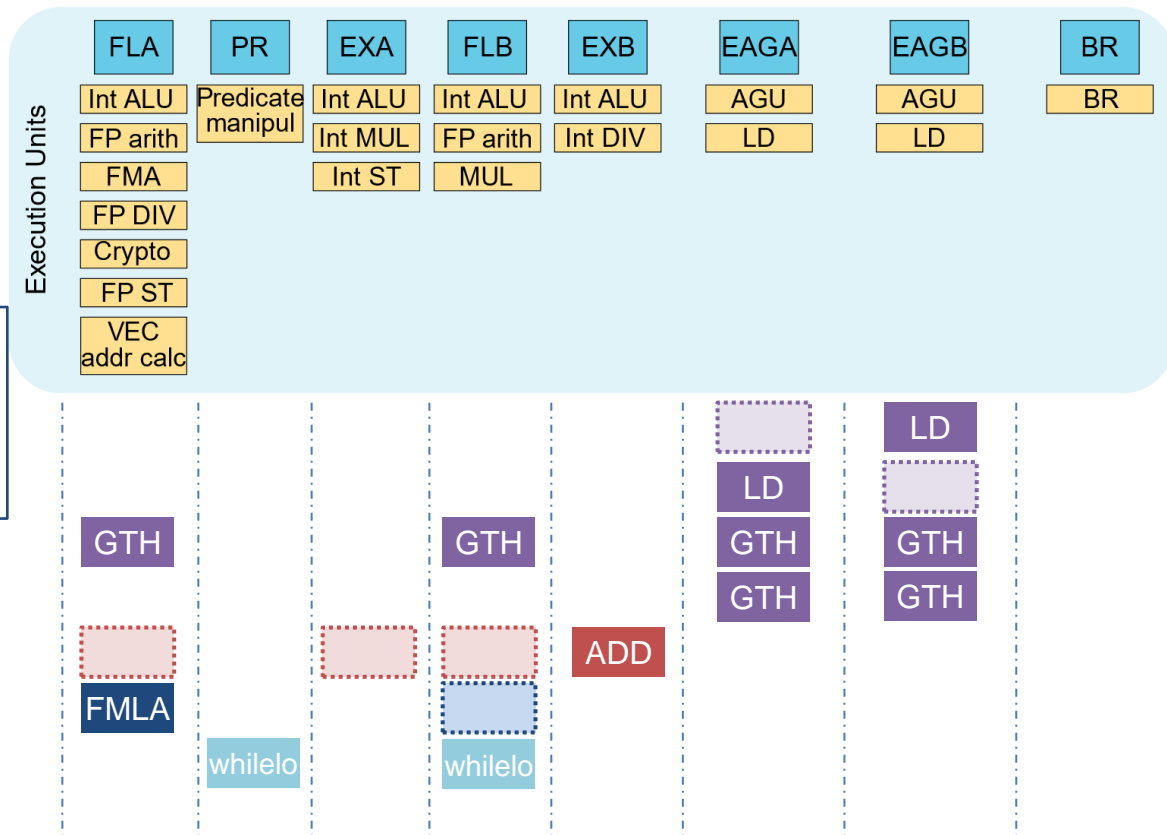 Execution Units
FLA PR EXA FLB EXB EAGA EAGB BR
Int ALU Predicate Int ALU Int ALU Int ALU AGU AGU BR
manipul
FP arith Int MUL FP arith Int DIV LD LD
FMA Int ST MUL
FP DIV
Crypto
FP ST
VEC
addr calc
LD
LD
GTH GTH GTH GTH
GTH GTH
ADD
FMLA
whilelo whilelo